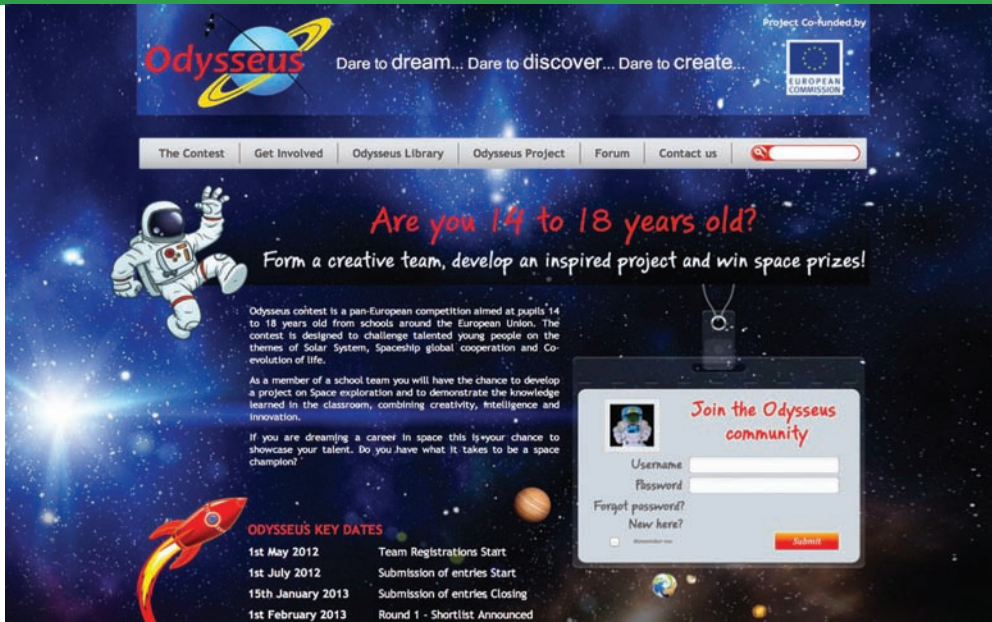 Project Co-funded by
Odysseus
Dare to dream... Dare to discover... Dare to create...
EUROPEAN
COMMISSION
The Contest
Get Involved
Odysseus Library
Odysseus Project
Forum
Contact us
Are you 14 to 18 years old?
Form a creative team, develop an inspired project and win space prizes!
Odysseus contest is a pan-European competition aimed at pupils 14
to 18 years old from schools around the European Union. The
contest is designed to challenge talented young people on the
themes of Solar System, Spaceship global cooperation and Co-
evolution of life.
As a member of a school team you will have the chance to develop
a project on Space exploration and to demonstrate the knowledge
learned in the classroom, combining creativity, intelligence and
innovation.
If you are dreaming a career in space this is your chance to
showcase your talent. Do you have what it takes to be a space
champion?
Join the Odysseus
community
Username
Password
Forgot password?
New here?
Remember me
Submit
ODYSSEUS KEY DATES
1st May 2012 Team Registrations Start
1st July 2012 Submission of entries Start
15th January 2013 Submission of entries Closing
1st February 2013 Round 1 - Shortlist Announced